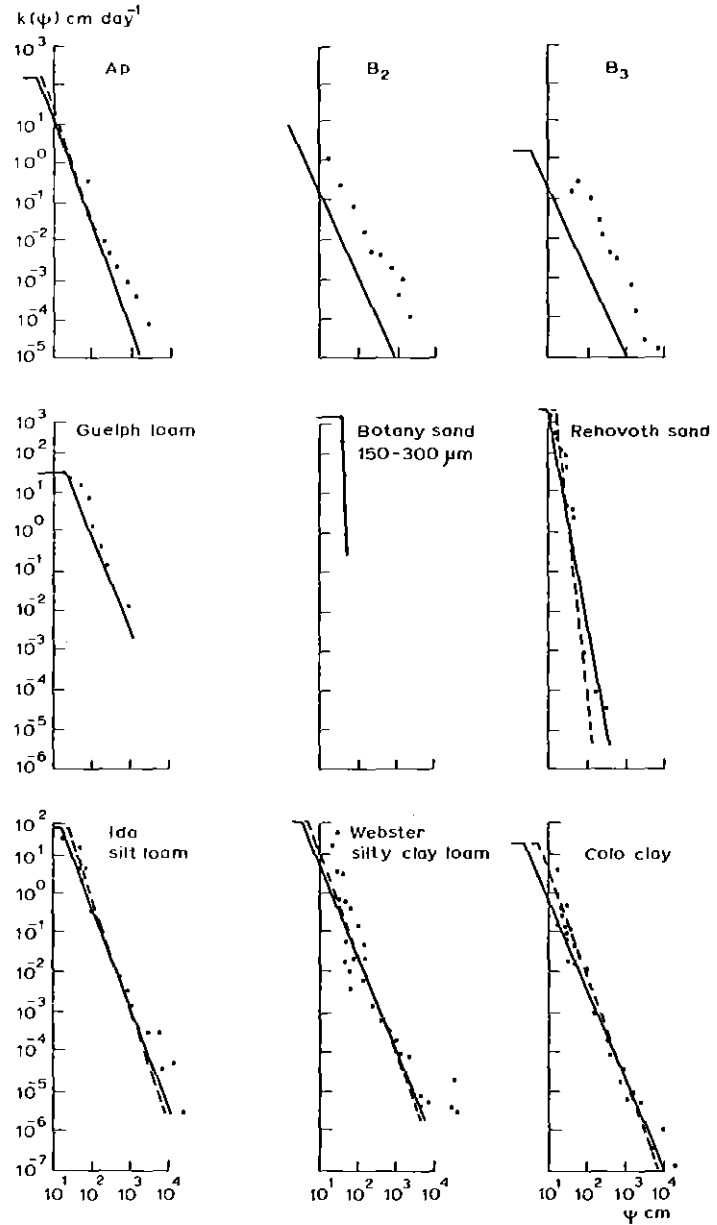 k(ψ) cm day⁻¹
10³
10¹
10⁰
10⁻¹
10⁻²
10⁻³
10⁻⁴
10⁻⁵
Ap
B₂
B₃
10³
10²
10¹
10⁰
10⁻¹
10⁻²
10⁻³
10⁻⁴
10⁻⁵
10⁻⁶
Guelph loam
Botany sand
150-300 μm
Rehovoth sand
10²
10¹
10⁰
10⁻¹
10⁻²
10⁻³
10⁻⁴
10⁻⁵
10⁻⁶
10⁻⁷
Ida
silt loam
Webster
silty clay loam
Colo clay
10¹ 10² 10³ 10⁴
10¹ 10² 10³ 10⁴
10¹ 10² 10³ 10⁴
ψ cm